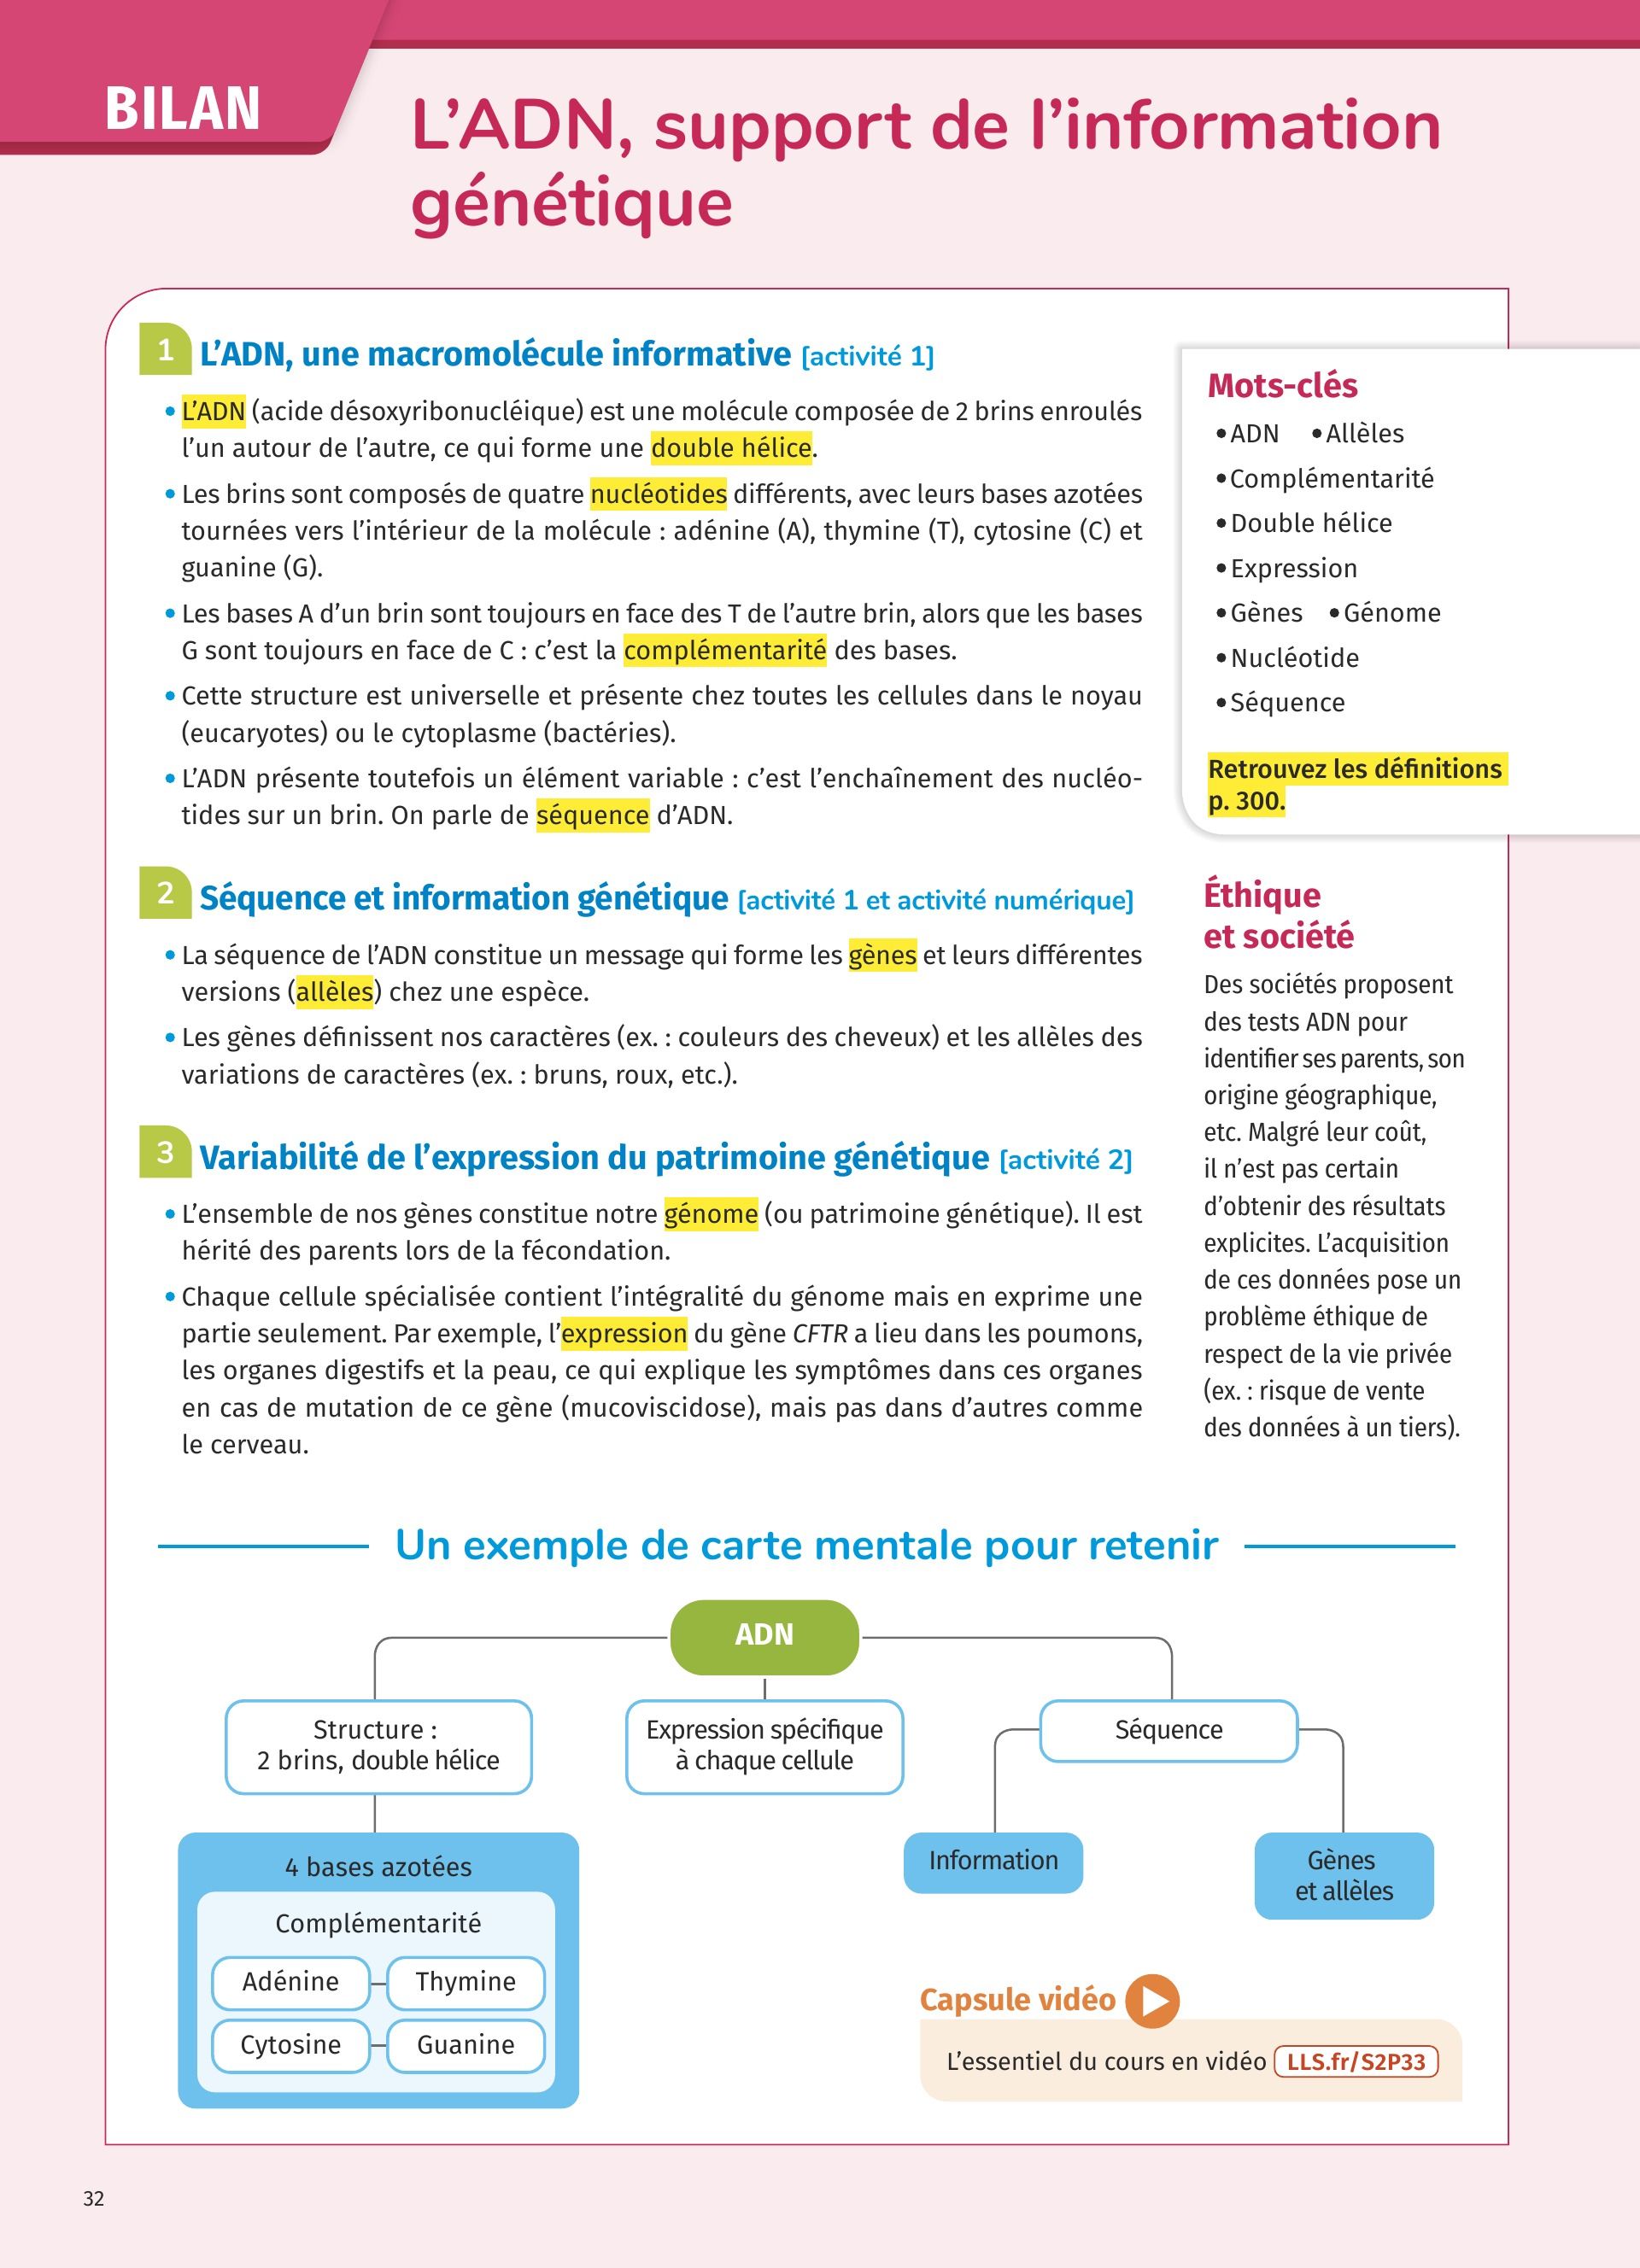 BILAN
L’ADN, support de l’information
génétique
1
L’ADN, une macromolécule informative [activité 1]
• L’ADN (acide désoxyribonucléique) est une molécule composée de 2 brins enroulés
l’un autour de l’autre, ce qui forme une double hélice.
• Les brins sont composés de quatre nucléotides différents, avec leurs bases azotées
tournées vers l’intérieur de la molécule : adénine (A), thymine (T), cytosine (C) et
guanine (G).
• Les bases A d’un brin sont toujours en face des T de l’autre brin, alors que les bases
G sont toujours en face de C : c’est la complémentarité des bases.
• Cette structure est universelle et présente chez toutes les cellules dans le noyau
(eucaryotes) ou le cytoplasme (bactéries).
• L’ADN présente toutefois un élément variable : c’est l’enchaînement des nucléo-
tides sur un brin. On parle de séquence d’ADN.
2
Séquence et information génétique [activité 1 et activité numérique]
• La séquence de l’ADN constitue un message qui forme les gènes et leurs différentes
versions (allèles) chez une espèce.
• Les gènes définissent nos caractères (ex. : couleurs des cheveux) et les allèles des
variations de caractères (ex. : bruns, roux, etc.).
3
Variabilité de l’expression du patrimoine génétique [activité 2]
• L’ensemble de nos gènes constitue notre génome (ou patrimoine génétique). Il est
hérité des parents lors de la fécondation.
• Chaque cellule spécialisée contient l’intégralité du génome mais en exprime une
partie seulement. Par exemple, l’expression du gène CFTR a lieu dans les poumons,
les organes digestifs et la peau, ce qui explique les symptômes dans ces organes
en cas de mutation de ce gène (mucoviscidose), mais pas dans d’autres comme
le cerveau.
Mots-clés
• ADN • Allèles
• Complémentarité
• Double hélice
• Expression
• Gènes • Génome
• Nucléotide
• Séquence
Retrouvez les définitions
p. 300.
Éthique
et société
Des sociétés proposent
des tests ADN pour
identifier ses parents, son
origine géographique,
etc. Malgré leur coût,
il n’est pas certain
d’obtenir des résultats
explicites. L’acquisition
de ces données pose un
problème éthique de
respect de la vie privée
(ex. : risque de vente
des données à un tiers).
Un exemple de carte mentale pour retenir
ADN
Structure :
2 brins, double hélice
Expression spécifique
à chaque cellule
Séquence
4 bases azotées
Complémentarité
Adénine
Thymine
Cytosine
Guanine
Information
Gènes
et allèles
Capsule vidéo
L’essentiel du cours en vidéo LLS.fr/S2P33
32